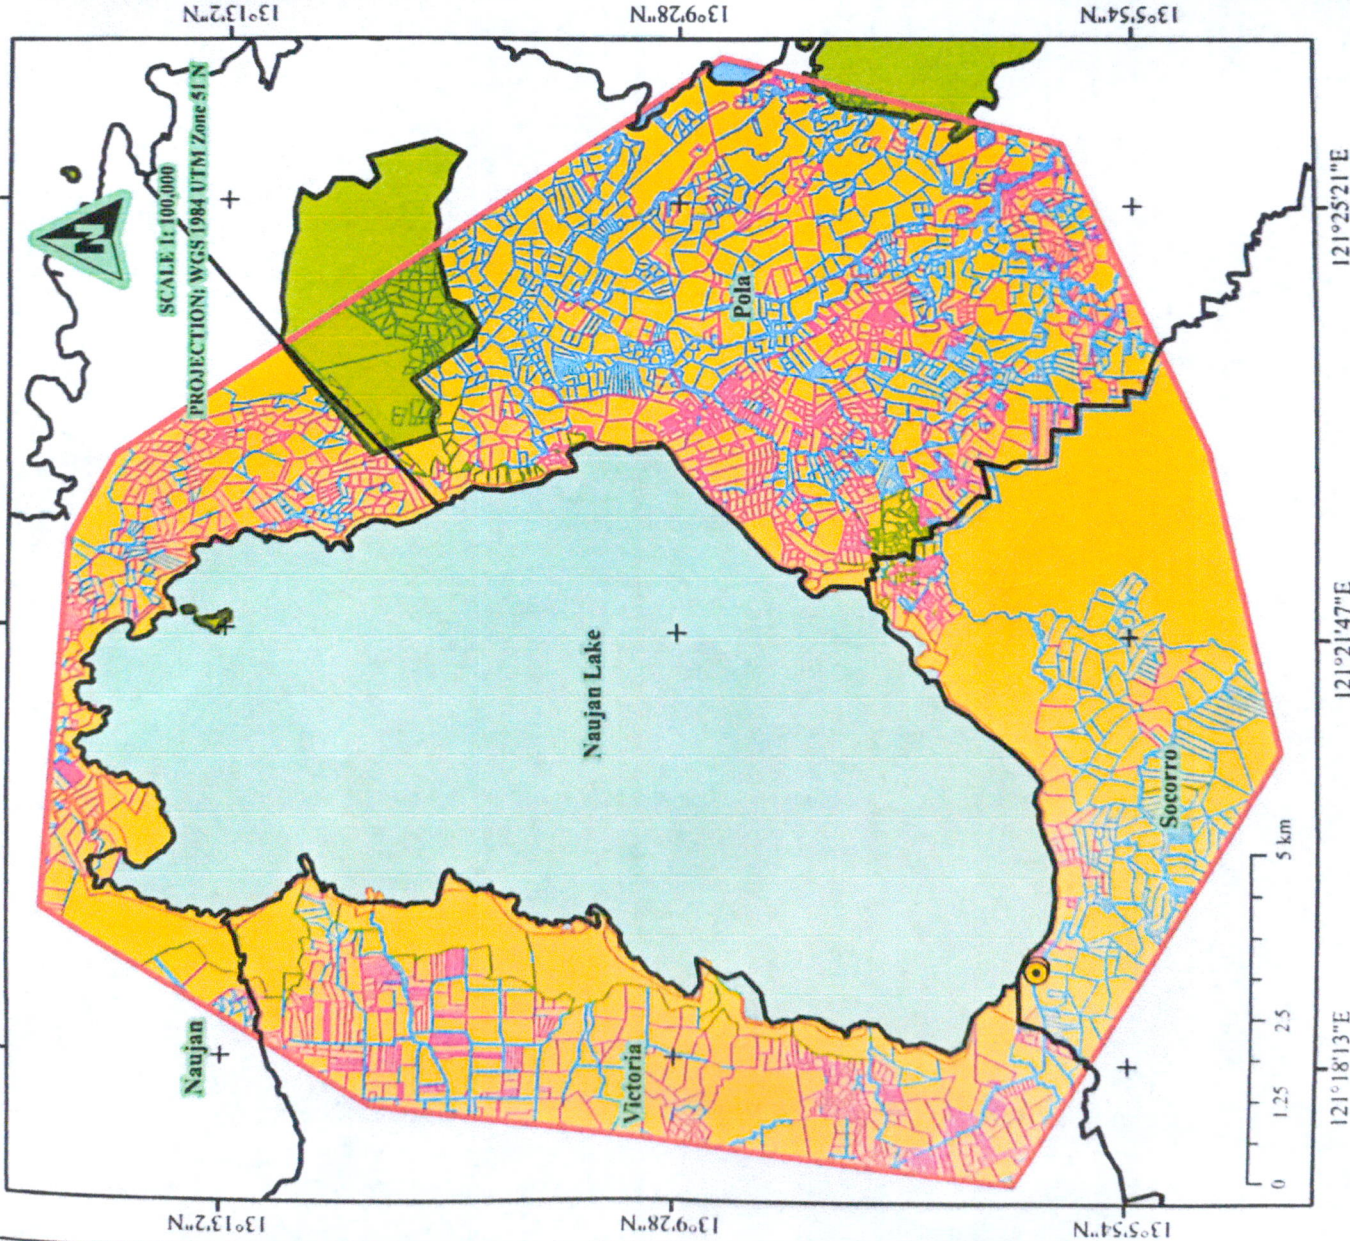 13°13'2"N
13°9'28"N
13°5'54"N
N
SCALE 1:100,000
PROJECTION: WGS 1984 UTM Zone 51 N
Naujan
Naujan Lake
Pola
Victoria
Socorro
0 1.25 2.5 5 km
121°18'13"E
121°21'47"E
121°25'21"E
13°13'2"N
13°9'28"N
13°5'54"N